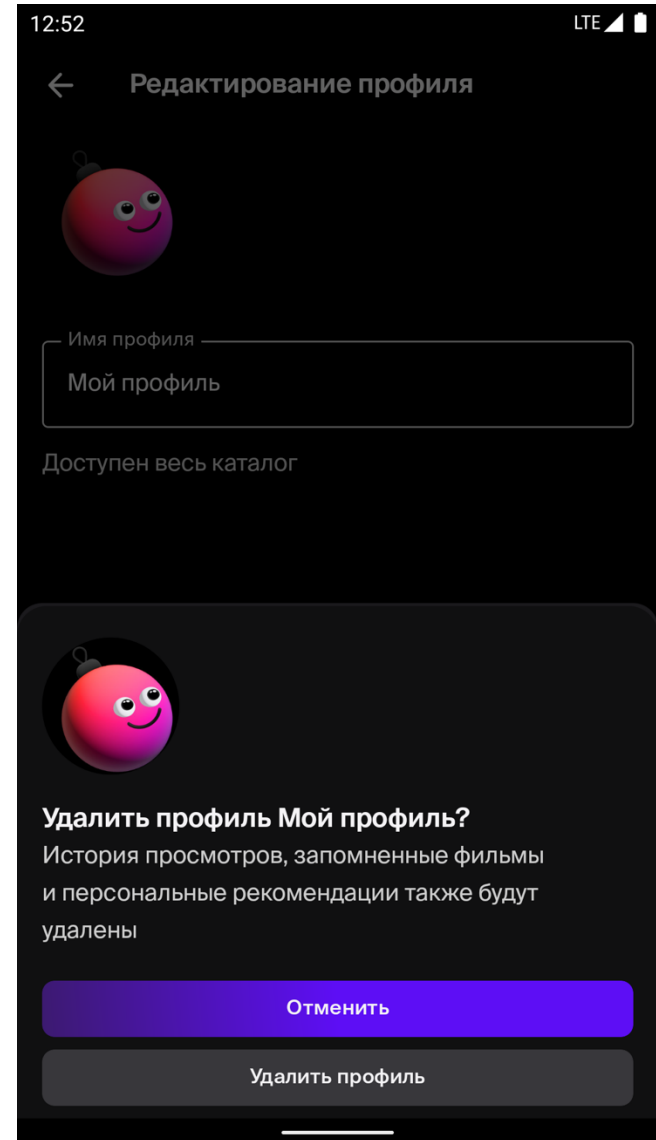 12:52 LTE
Редактирование профиля
Имя профиля
Мой профиль
Доступен весь каталог
Удалить профиль Мой профиль?
История просмотров, запомненные фильмы
и персональные рекомендации также будут
удалены
Отменить
Удалить профиль